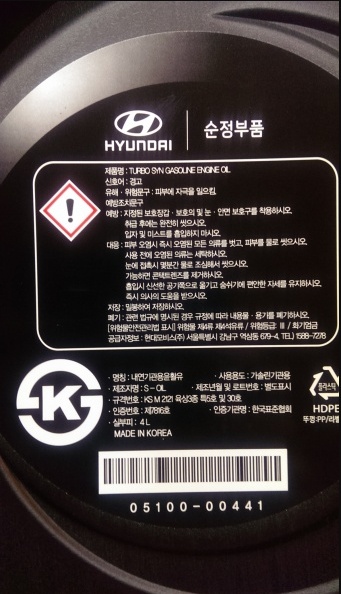 HYUNDAI 순정부품
제품명 : TURBO SYN GASOLINE ENGINE OIL
신호어 : 경고
유해 · 위험문구 : 피부에 자극을 일으킴.
예방조치문구
예방 : 지정된 보호장갑 · 보호의 및 눈 · 안면 보호구를 착용하시오.
취급 후에는 완전히 씻으시오.
입자 및 미스트를 흡입하지 마시오.
대응 : 피부 오염시 즉시 오염된 모든 의류를 벗고, 피부를 물로 씻으시오.
사용 전에 오염된 의류는 세탁하시오.
눈에 접촉시 몇분간 물로 조심해서 씻으시오.
가능하면 콘택트렌즈를 제거하시오.
흡입시 신선한 공기쪽으로 옮기고 숨쉬기에 편안한 자세를 유지하시오.
즉시 의사의 도움을 받으시오.
저장 : 밀봉하여 저장하시오.
폐기 : 관련 법규에 명시된 경우 규정에 따라 내용물 · 용기를 폐기하시오.
[위험물안전관리법 표시] 위험물 제4류 제4석유류 / 위험등급: Ⅲ / 화기엄금
공급자정보 : 현대모비스(주) 서울특별시 강남구 역삼동 679-4, TEL) 1588-7278
· 명칭 : 내연기관용윤활유 · 사용용도 : 가솔린기관용
· 제조자명 : S-OIL · 제조년월 및 로트번호 : 별도표시
· 규격번호 : KS M 2121 육상3종 특5호 및 30호
· 인증번호 : 제7816호 · 인증기관명 : 한국표준협회
· 실부피 : 4 L
MADE IN KOREA
플라스틱
HDPE
뚜껑:PP/라벨
05100-00441